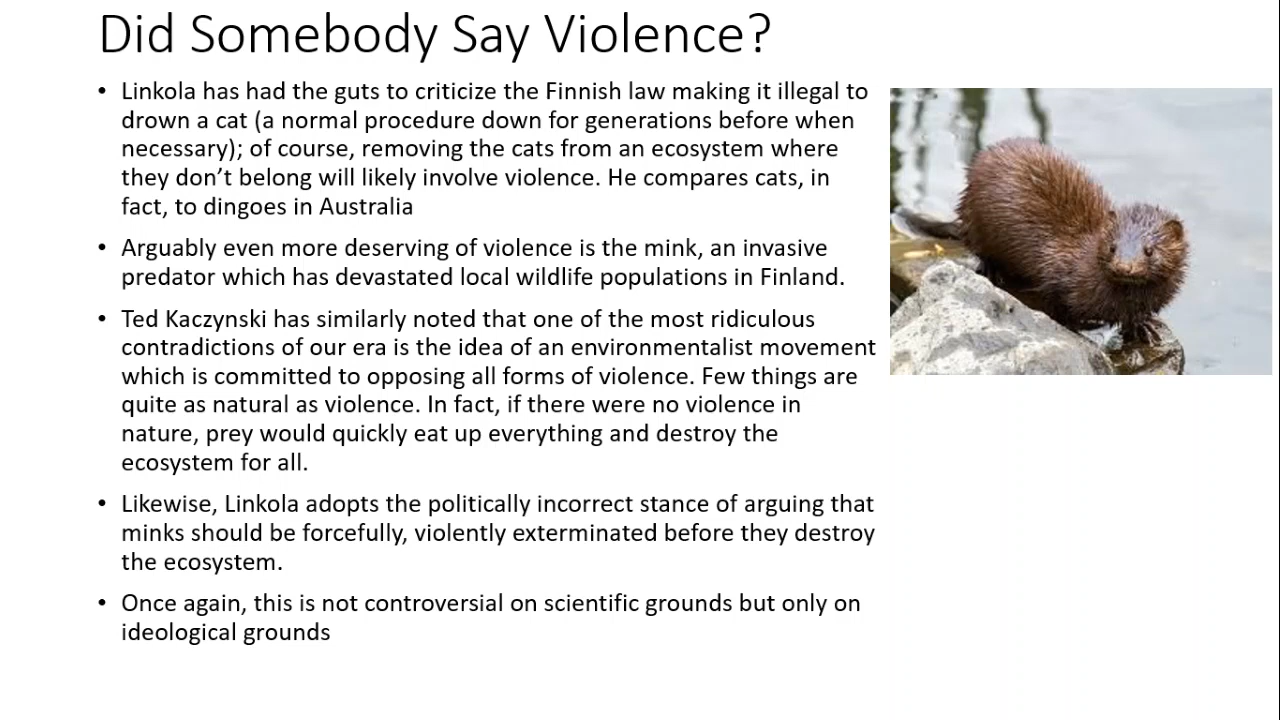 Did Somebody Say Violence?
• Linkola has had the guts to criticize the Finnish law making it illegal to
drown a cat (a normal procedure down for generations before when
necessary); of course, removing the cats from an ecosystem where
they don’t belong will likely involve violence. He compares cats, in
fact, to dingoes in Australia
• Arguably even more deserving of violence is the mink, an invasive
predator which has devastated local wildlife populations in Finland.
• Ted Kaczynski has similarly noted that one of the most ridiculous
contradictions of our era is the idea of an environmentalist movement
which is committed to opposing all forms of violence. Few things are
quite as natural as violence. In fact, if there were no violence in
nature, prey would quickly eat up everything and destroy the
ecosystem for all.
• Likewise, Linkola adopts the politically incorrect stance of arguing that
minks should be forcefully, violently exterminated before they destroy
the ecosystem.
• Once again, this is not controversial on scientific grounds but only on
ideological grounds